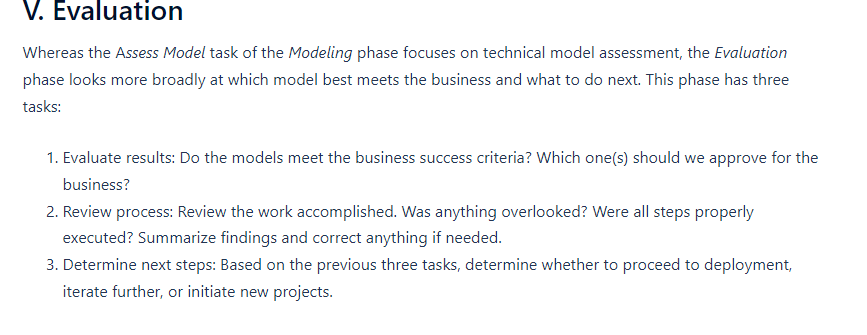 V. Evaluation
Whereas the Assess Model task of the Modeling phase focuses on technical model assessment, the Evaluation
phase looks more broadly at which model best meets the business and what to do next. This phase has three
tasks:
1. Evaluate results: Do the models meet the business success criteria? Which one(s) should we approve for the
business?
2. Review process: Review the work accomplished. Was anything overlooked? Were all steps properly
executed? Summarize findings and correct anything if needed.
3. Determine next steps: Based on the previous three tasks, determine whether to proceed to deployment,
iterate further, or initiate new projects.